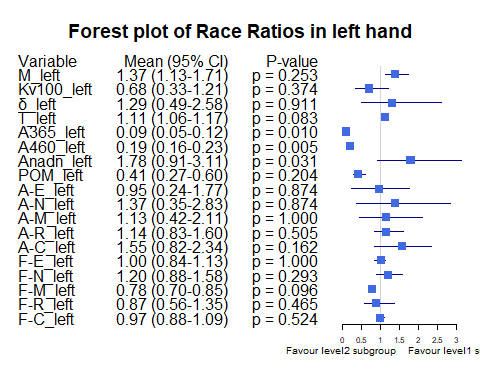 Forest plot of Race Ratios in left hand
Variable Mean (95% CI) P-value
M_left 1.37 (1.13-1.71) p = 0.253
Kv100_left 0.68 (0.33-1.21) p = 0.374
δ_left 1.29 (0.49-2.58) p = 0.911
T_left 1.11 (1.06-1.17) p = 0.083
A365_left 0.09 (0.05-0.12) p = 0.010
A460_left 0.19 (0.16-0.23) p = 0.005
Anadn_left 1.78 (0.91-3.11) p = 0.031
POM_left 0.41 (0.27-0.60) p = 0.204
A-E_left 0.95 (0.24-1.77) p = 0.874
A-N_left 1.37 (0.35-2.83) p = 0.874
A-M_left 1.13 (0.42-2.11) p = 1.000
A-R_left 1.14 (0.83-1.60) p = 0.505
A-C_left 1.55 (0.82-2.34) p = 0.162
F-E_left 1.00 (0.84-1.13) p = 1.000
F-N_left 1.20 (0.88-1.58) p = 0.293
F-M_left 0.78 (0.70-0.85) p = 0.096
F-R_left 0.87 (0.56-1.35) p = 0.465
F-C_left 0.97 (0.88-1.09) p = 0.524
0 0.5 1 1.5 2 2.5 3
Favour level2 subgroup Favour level1 s